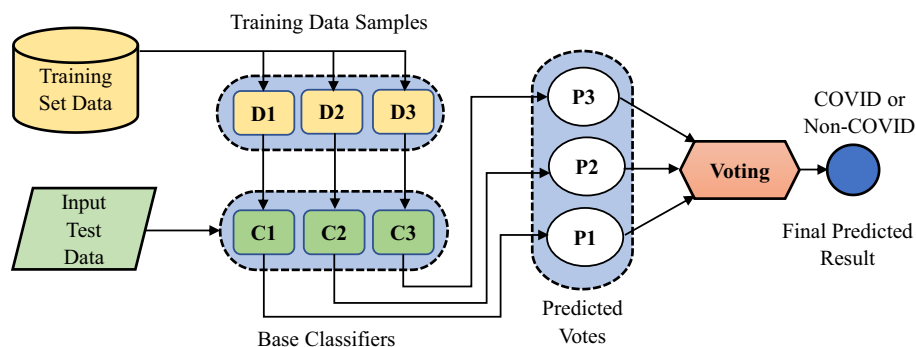 Training Data Samples
Training
Set Data
D1
D2
D3
P3
P2
P1
COVID or
Non-COVID
Voting
Input
Test
Data
C1
C2
C3
Final Predicted
Result
Base Classifiers
Predicted
Votes